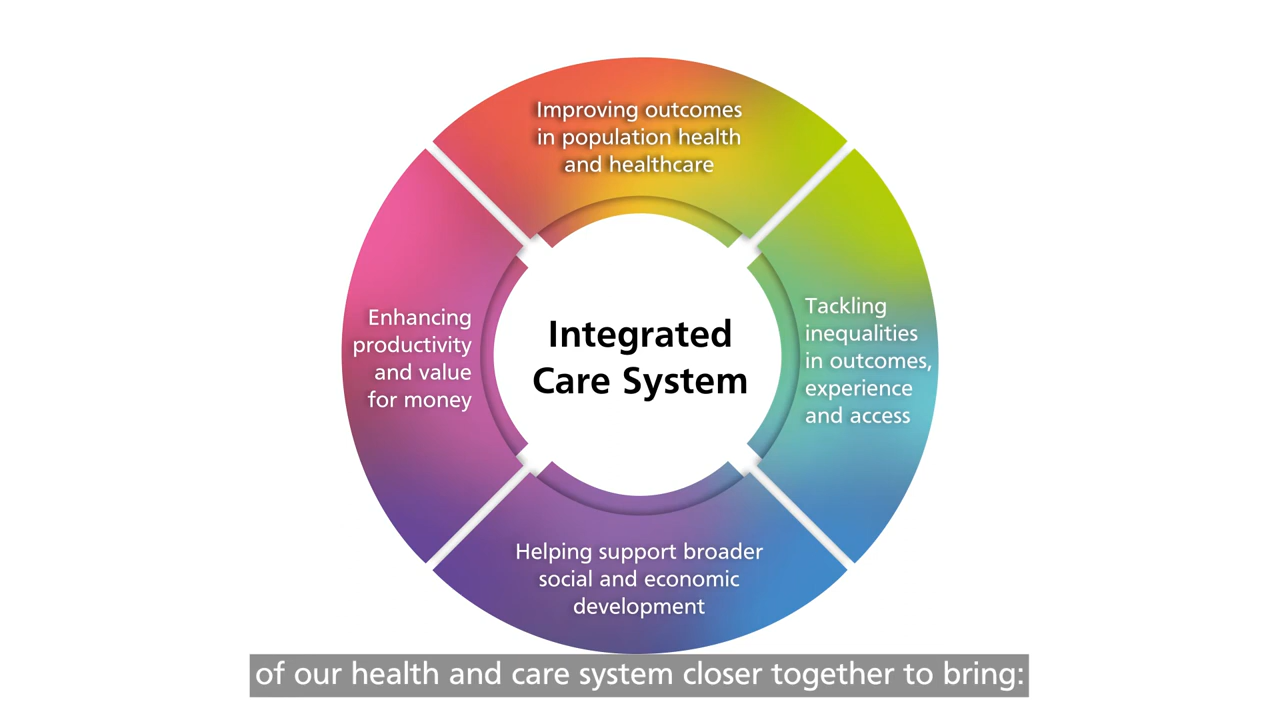 Improving outcomes
in population health
and healthcare
Enhancing
productivity
and value
for money
Integrated
Care System
Tackling
inequalities
in outcomes,
experience
and access
Helping support broader
social and economic
development
of our health and care system closer together to bring: